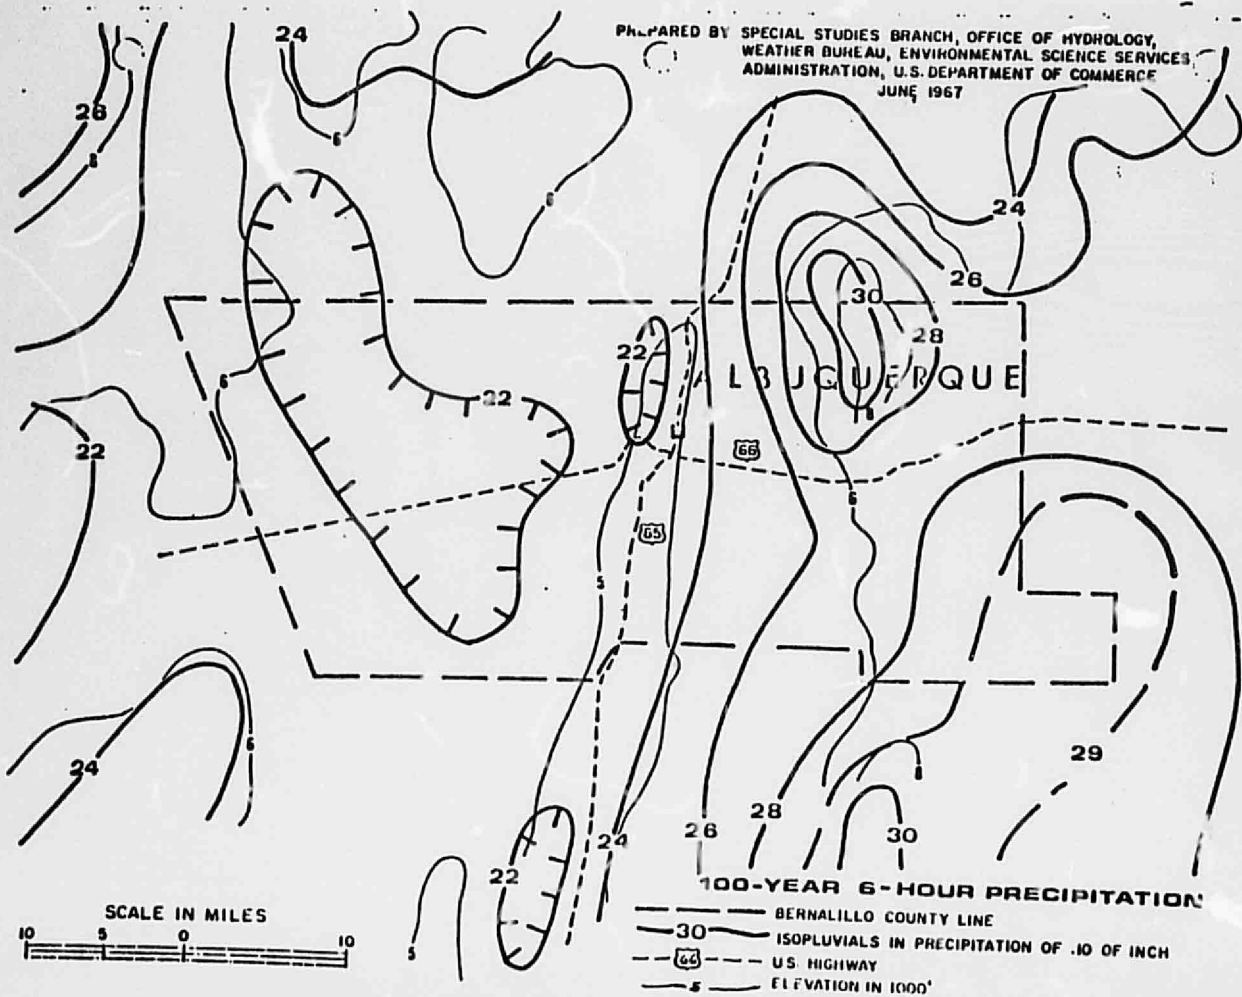 PREPARED BY SPECIAL STUDIES BRANCH, OFFICE OF HYDROLOGY,
WEATHER BUREAU, ENVIRONMENTAL SCIENCE SERVICES
ADMINISTRATION, U.S. DEPARTMENT OF COMMERCE
JUNE 1967
24
26
8
6
6
24
26
30
28
22
ALBUQUERQUE
6
22
8
22
66
6
85
5
6
24
29
28
8
26
30
24
22
5
100-YEAR 6-HOUR PRECIPITATION
SCALE IN MILES
10 5 0 10
BERNALILLO COUNTY LINE
30 ISOPLUVIALS IN PRECIPITATION OF .10 OF INCH
66 U.S. HIGHWAY
5 ELEVATION IN 1000'